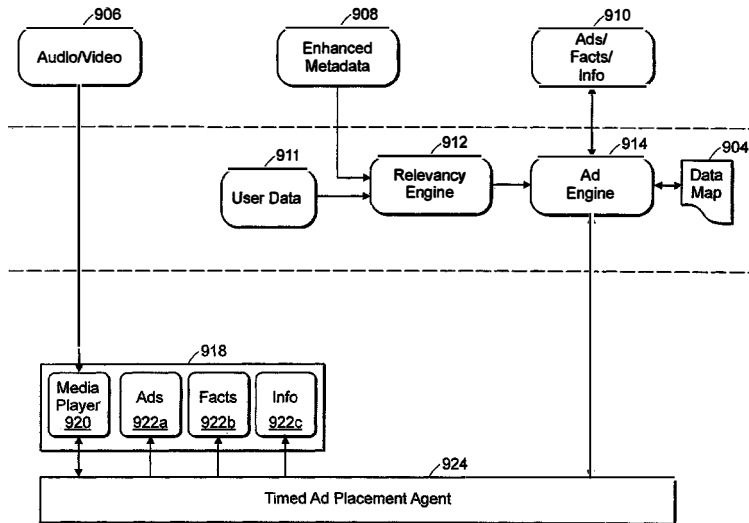 906
908
910
Audio/Video
Enhanced
Metadata
Ads/
Facts/
Info
911
912
914
904
User Data
Relevancy
Engine
Ad
Engine
Data
Map
918
Media
Player
920
Ads
922a
Facts
922b
Info
922c
924
Timed Ad Placement Agent